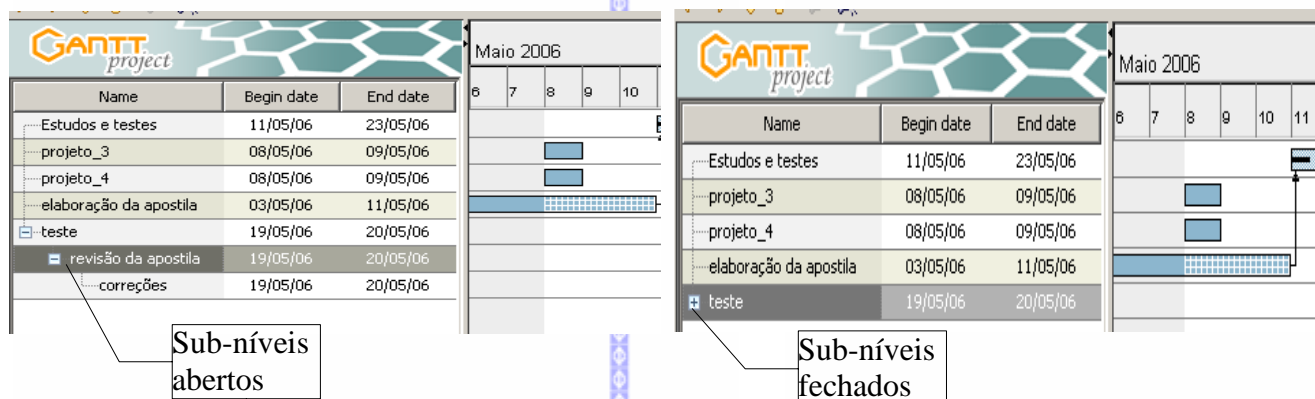 GANTT
project
Maio 2006
Name Begin date End date
6 7 8 9 10
Estudos e testes 11/05/06 23/05/06
projeto_3 08/05/06 09/05/06
projeto_4 08/05/06 09/05/06
elaboração da apostila 03/05/06 11/05/06
teste 19/05/06 20/05/06
revisão da apostila 19/05/06 20/05/06
correções 19/05/06 20/05/06
Sub-níveis
abertos
GANTT
project
Maio 2006
Name Begin date End date
6 7 8 9 10 11
Estudos e testes 11/05/06 23/05/06
projeto_3 08/05/06 09/05/06
projeto_4 08/05/06 09/05/06
elaboração da apostila 03/05/06 11/05/06
teste 19/05/06 20/05/06
Sub-níveis
fechados